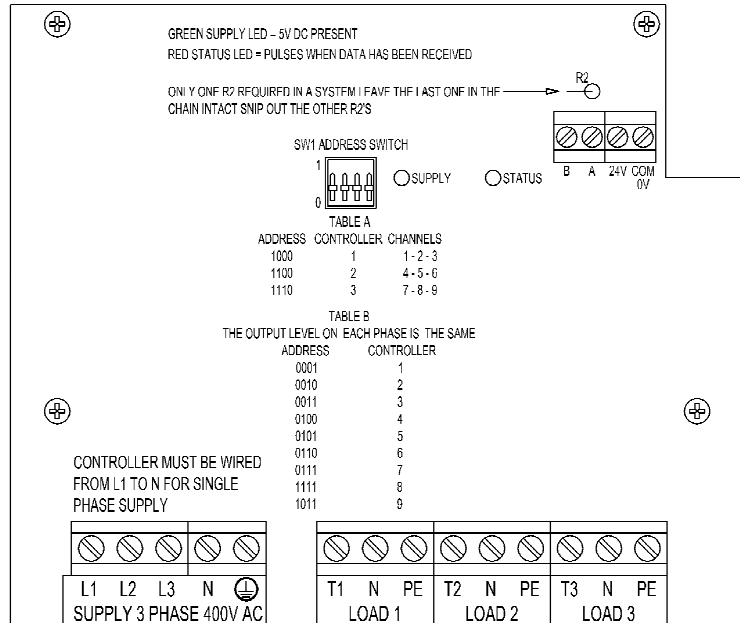 GREEN SUPPLY LED – 5V DC PRESENT
RED STATUS LED = PULSES WHEN DATA HAS BEEN RECEIVED
ONLY ONE R2 REQUIRED IN A SYSTEM LEAVE THE LAST ONE IN THE
CHAIN INTACT SNIP OUT THE OTHER R2'S
R2
B A 24V COM
0V
SW1 ADDRESS SWITCH
1
0
SUPPLY
STATUS
TABLE A
ADDRESS CONTROLLER CHANNELS
1000 1 1 - 2 - 3
1100 2 4 - 5 - 6
1110 3 7 - 8 - 9
TABLE B
THE OUTPUT LEVEL ON EACH PHASE IS THE SAME
ADDRESS CONTROLLER
0001 1
0010 2
0011 3
0100 4
0101 5
0110 6
0111 7
1111 8
1011 9
CONTROLLER MUST BE WIRED
FROM L1 TO N FOR SINGLE
PHASE SUPPLY
L1 L2 L3 N
SUPPLY 3 PHASE 400V AC
T1 N PE T2 N PE T3 N PE
LOAD 1 LOAD 2 LOAD 3